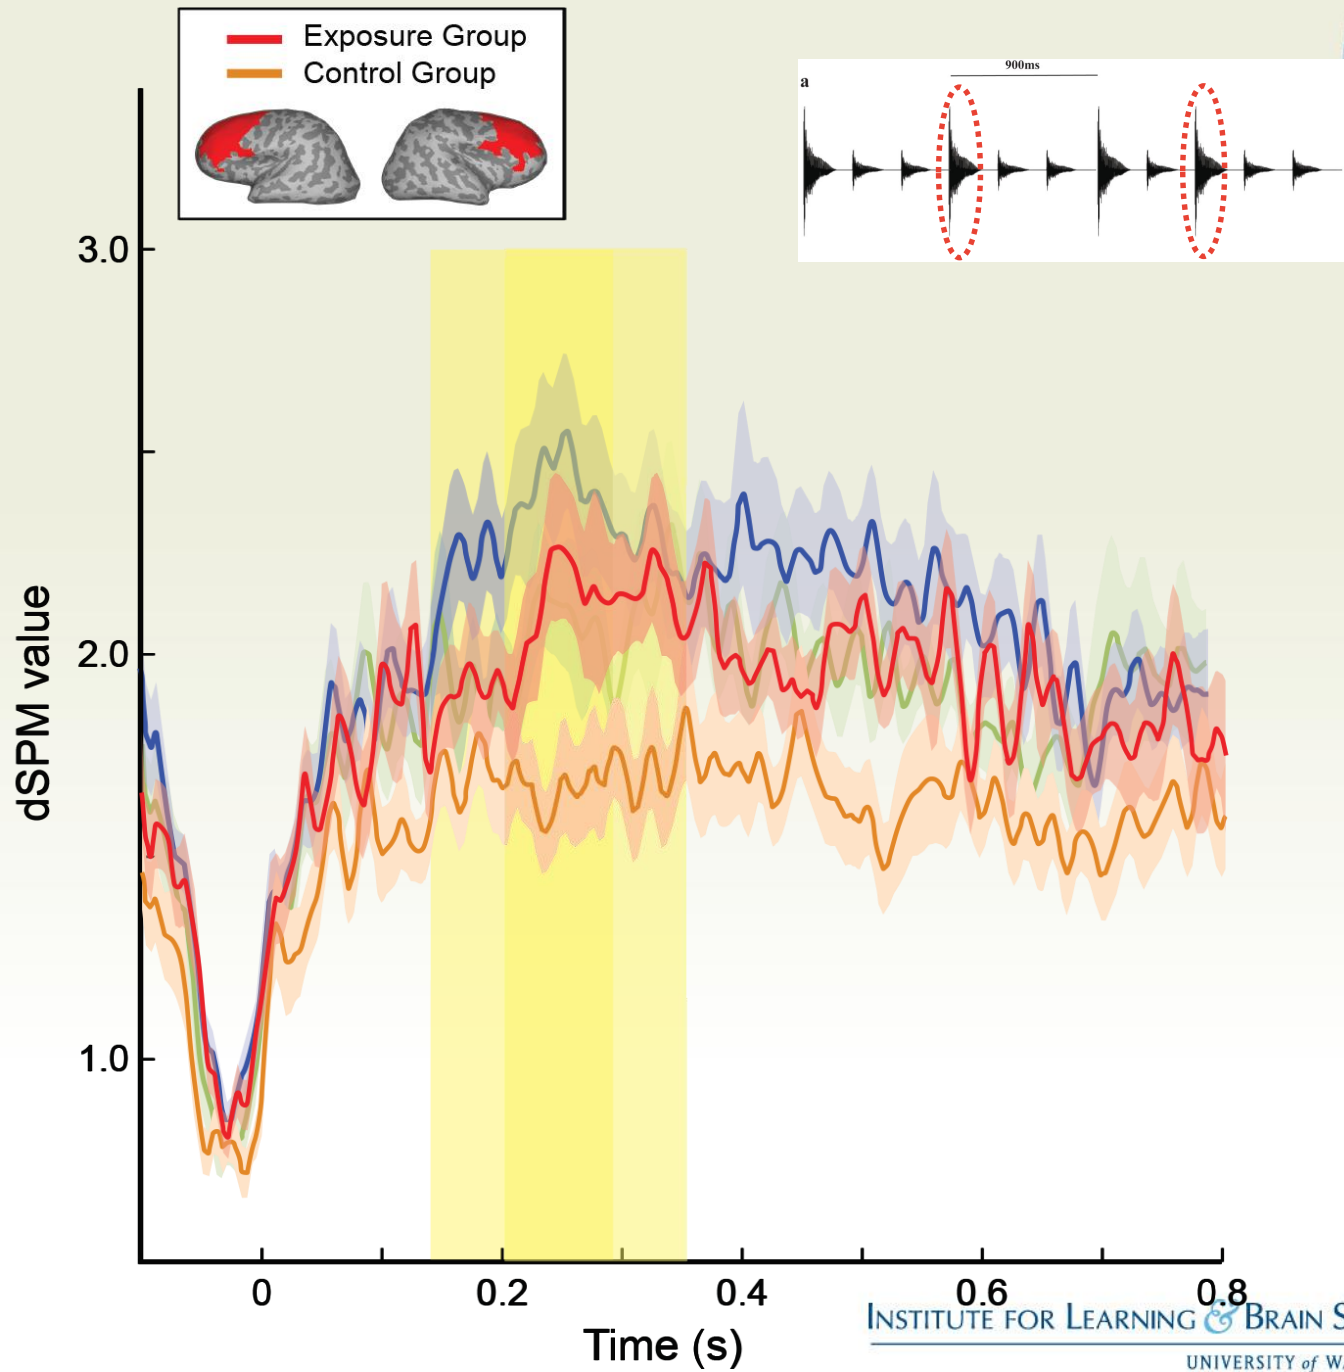 Exposure Group
Control Group
a
900ms
3.0
2.0
1.0
dSPM value
0
0.2
0.4
0.6
0.8
Time (s)
INSTITUTE FOR LEARNING & BRAIN S
UNIVERSITY of W